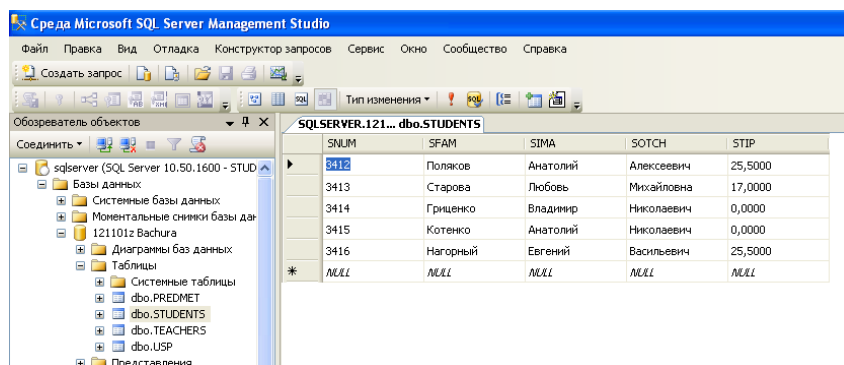 Среда Microsoft SQL Server Management Studio
Файл Правка Вид Отладка Конструктор запросов Сервис Окно Сообщество Справка
Создать запрос
Тип изменения
Обозреватель объектов
SQLSERVER.121... dbo.STUDENTS
Соединить
SNUM SFAM SIMA SOTCH STIP
sqlserver (SQL Server 10.50.1600 - STUD
3412 Поляков Анатолий Алексеевич 25,5000
Базы данных
3413 Старова Любовь Михайловна 17,0000
Системные базы данных
Моментальные снимки базы дан
3414 Гриценко Владимир Николаевич 0,0000
121101z Bachura
3415 Котенко Анатолий Николаевич 0,0000
Диаграммы баз данных
3416 Нагорный Евгений Васильевич 25,5000
Таблицы
NULL NULL NULL NULL NULL
Системные таблицы
dbo.PREDMET
dbo.STUDENTS
dbo.TEACHERS
dbo.USP
Представления